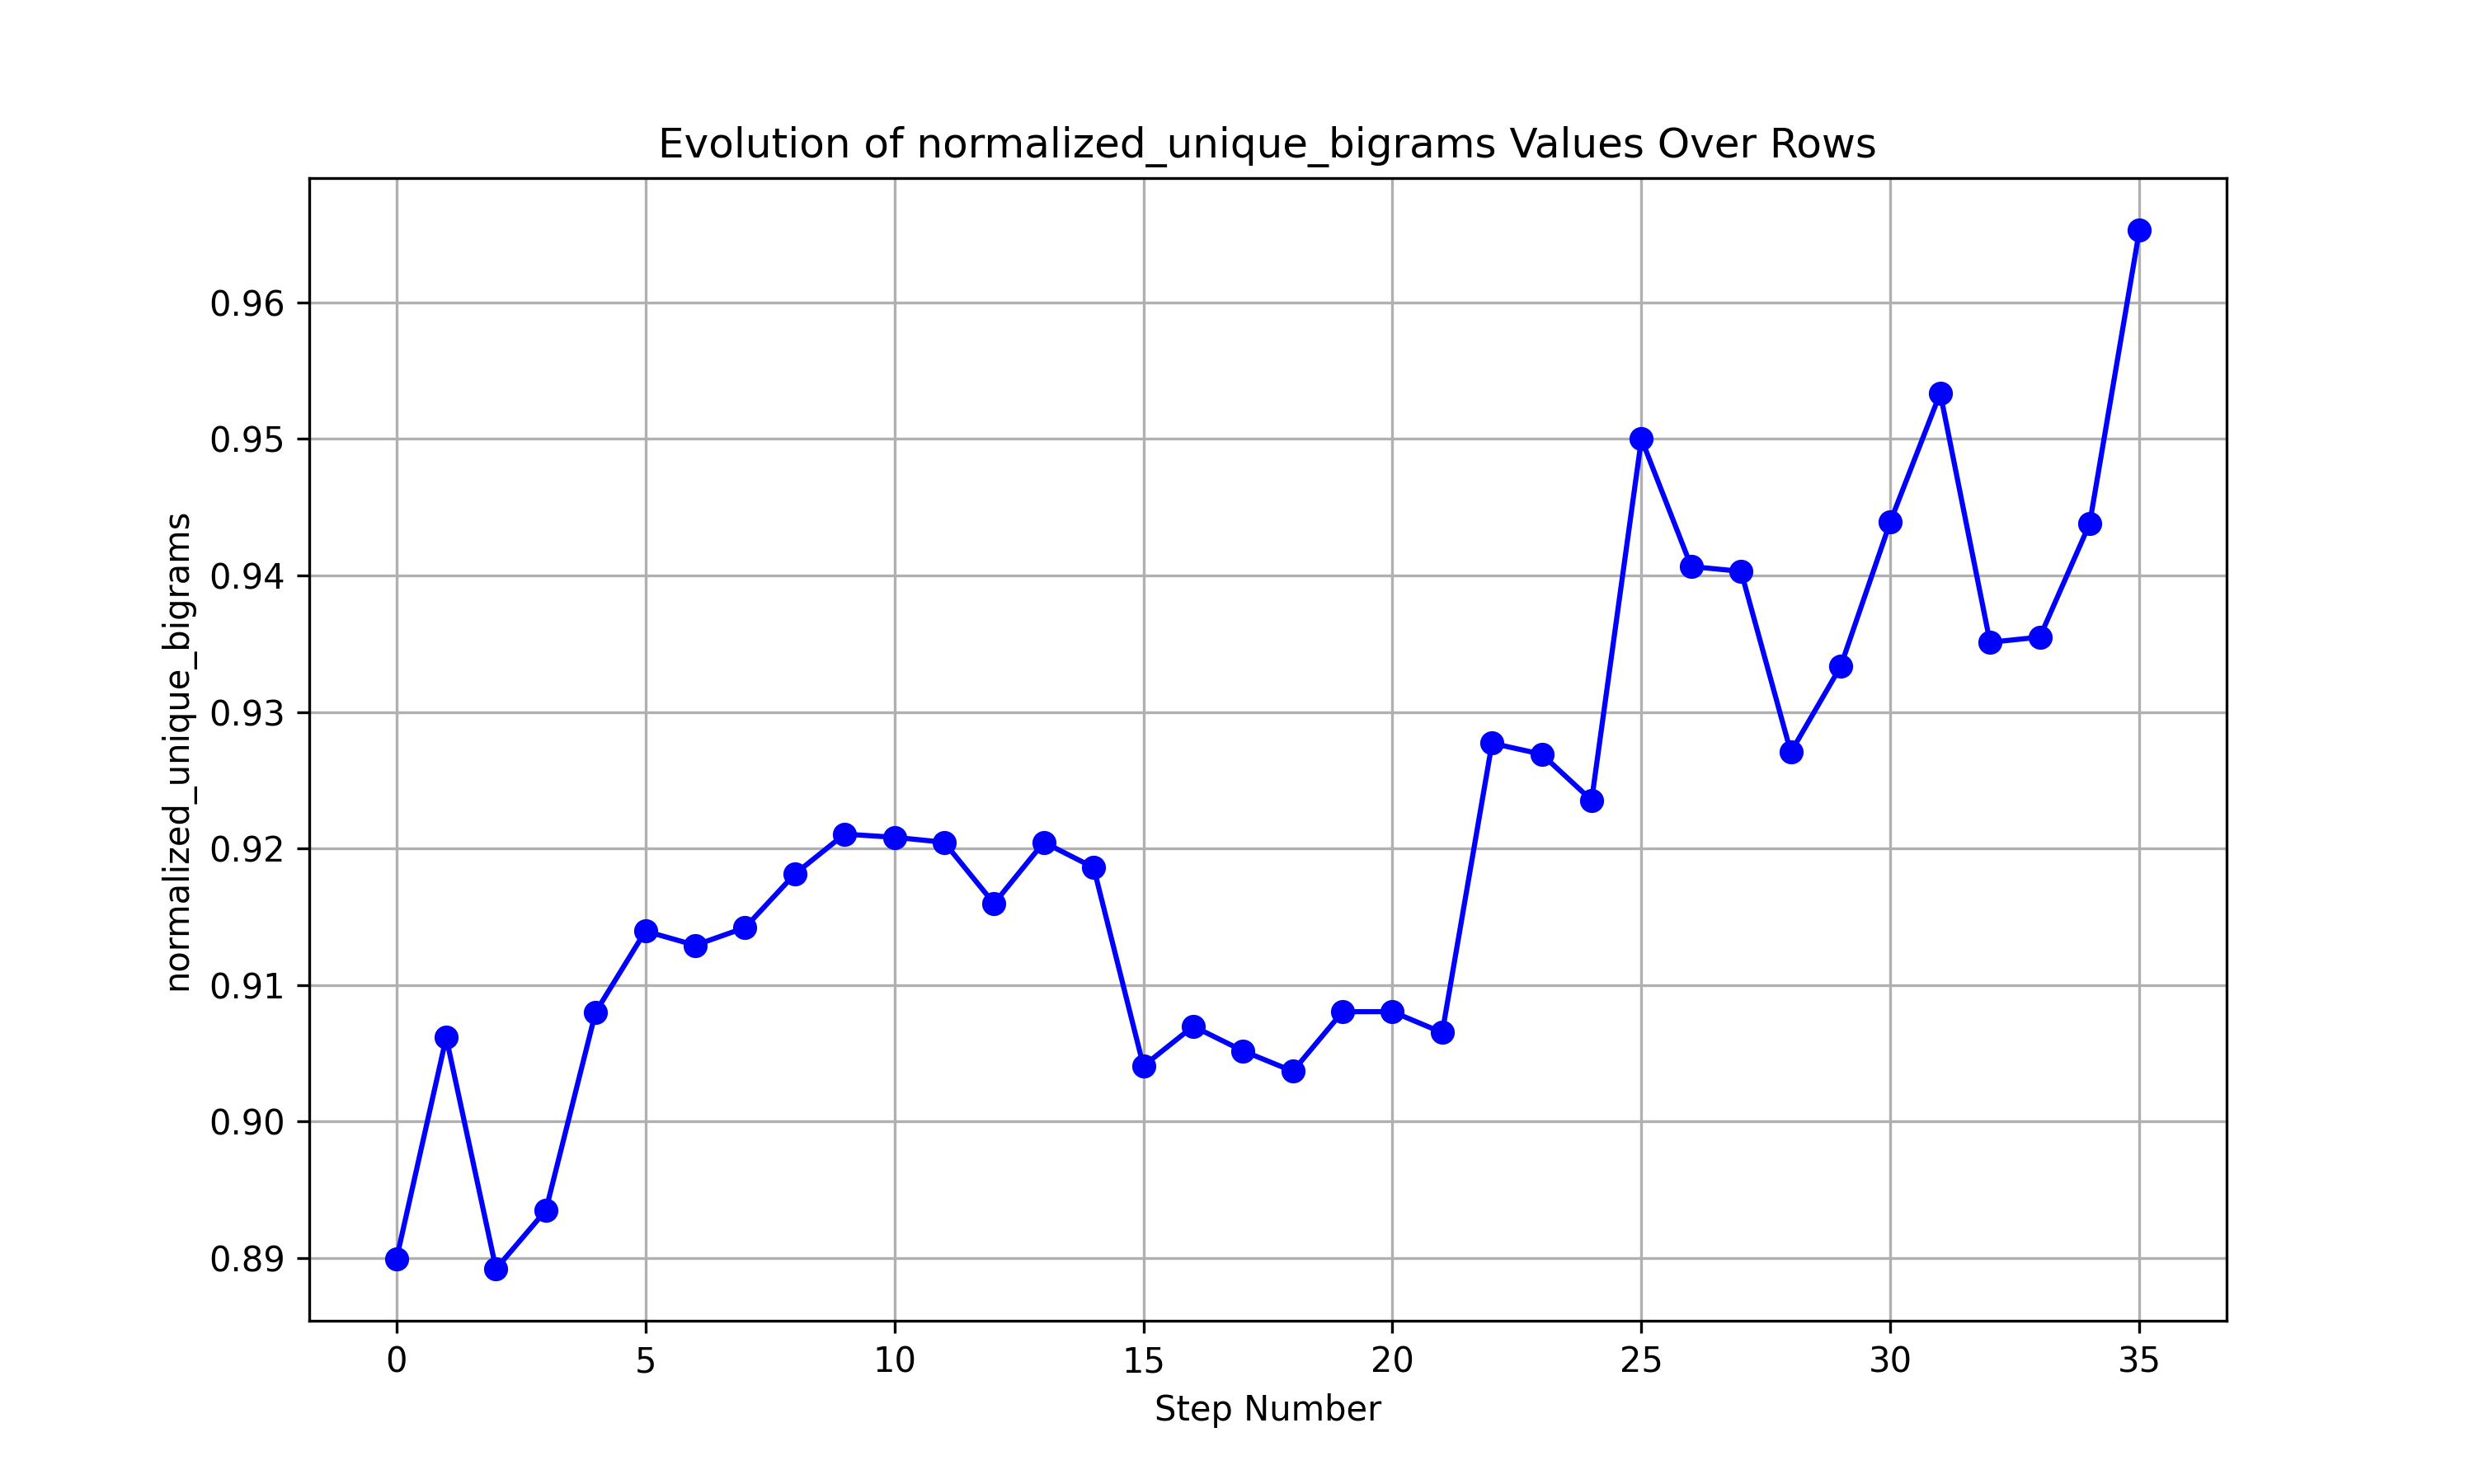 Evolution of normalized_unique_bigrams Values Over Rows
normalized_unique_bigrams
0.96
0.95
0.94
0.93
0.92
0.91
0.90
0.89
0 5 10 15 20 25 30 35
Step Number